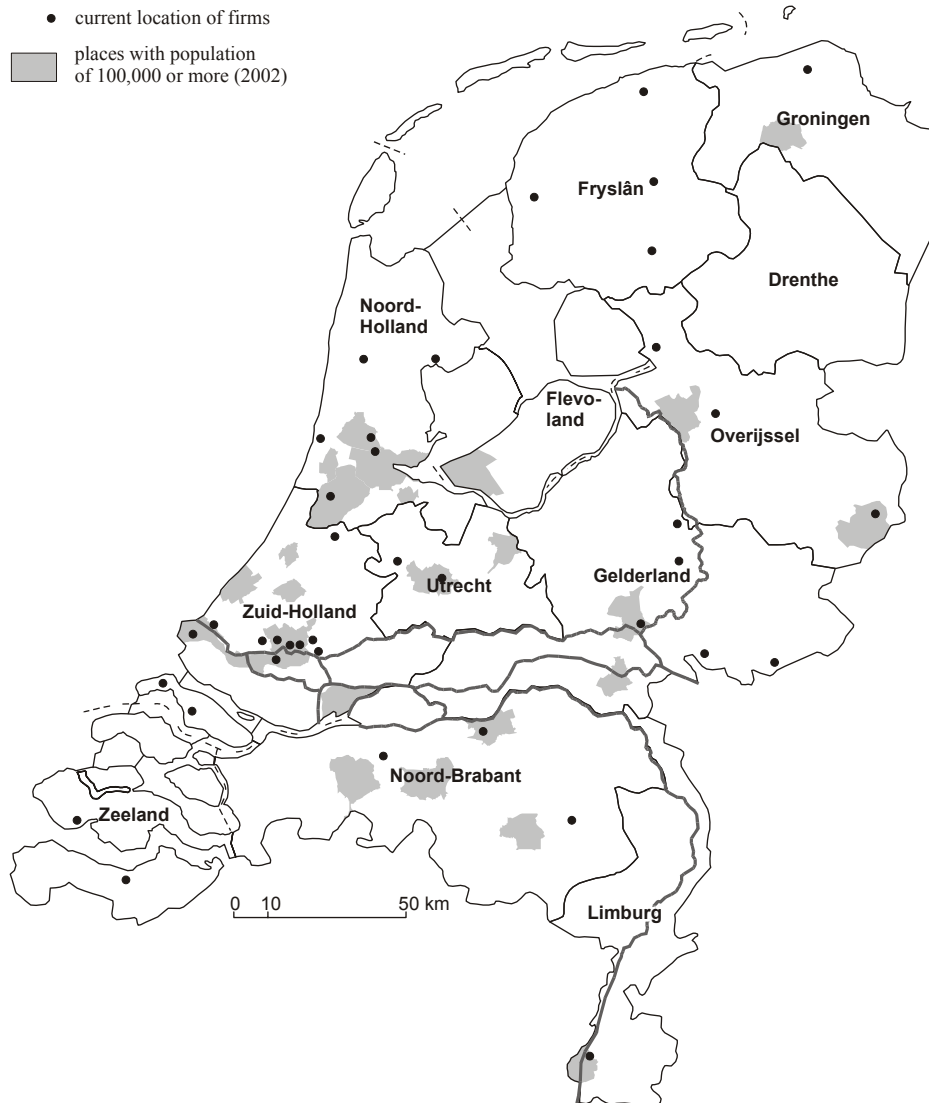 current location of firms
places with population
of 100,000 or more (2002)
Groningen
Fryslân
Drenthe
Noord-
Holland
Flevo-
land
Overijssel
Utrecht
Gelderland
Zuid-Holland
Noord-Brabant
Zeeland
Limburg
0 10 50 km